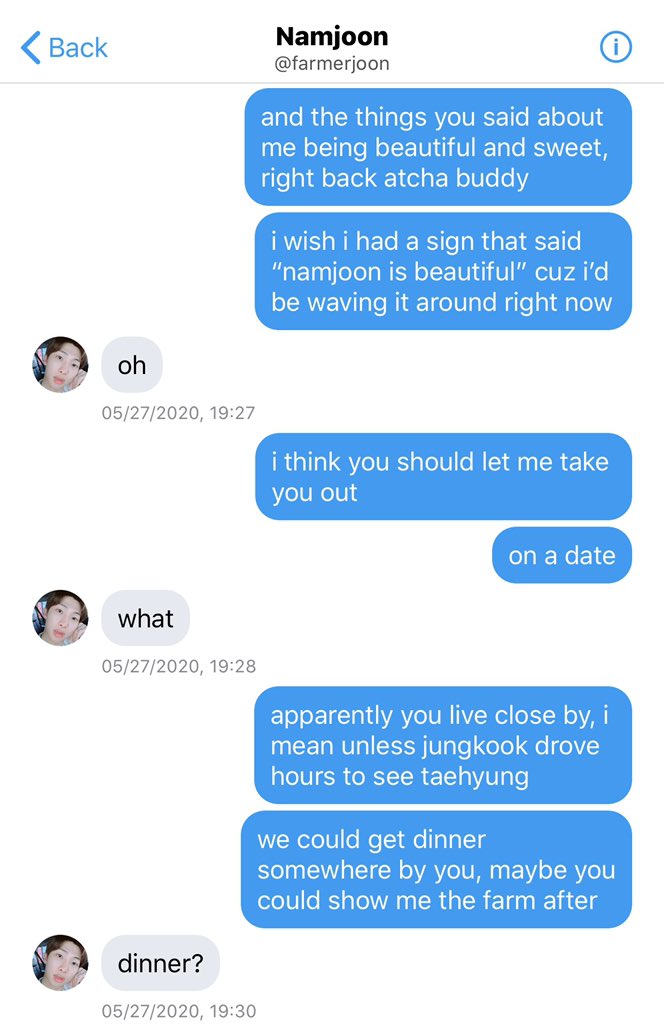 Back
Namjoon
@farmerjoon
and the things you said about
me being beautiful and sweet,
right back atcha buddy
i wish i had a sign that said
“namjoon is beautiful” cuz i’d
be waving it around right now
oh
05/27/2020, 19:27
i think you should let me take
you out
on a date
what
05/27/2020, 19:28
apparently you live close by, i
mean unless jungkook drove
hours to see taehyung
we could get dinner
somewhere by you, maybe you
could show me the farm after
dinner?
05/27/2020, 19:30